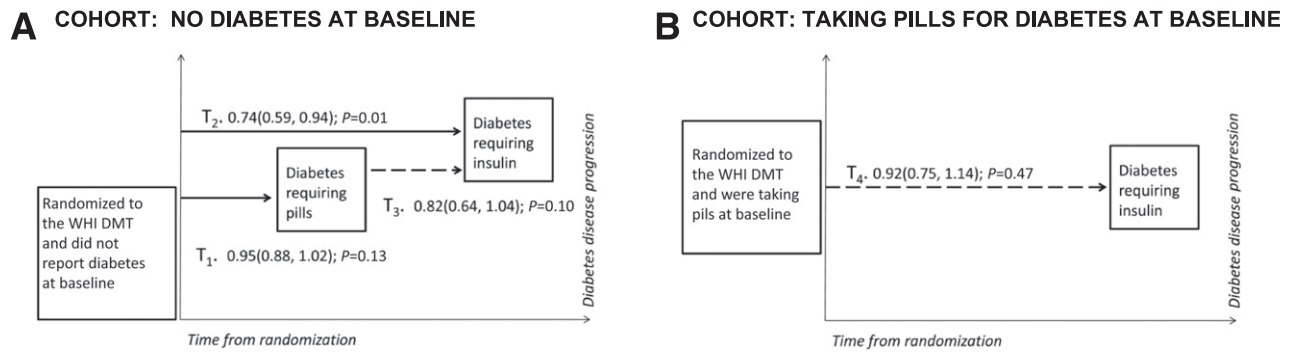 A COHORT: NO DIABETES AT BASELINE
T2. 0.74(0.59, 0.94); P=0.01
Diabetes
requiring
insulin
Diabetes
requiring
pills
T3. 0.82(0.64, 1.04); P=0.10
Randomized to
the WHI DMT
and did not
report diabetes
at baseline
T1. 0.95(0.88, 1.02); P=0.13
Time from randomization
Diabetes disease progression
B COHORT: TAKING PILLS FOR DIABETES AT BASELINE
Randomized to
the WHI DMT
and were taking
pils at baseline
T4. 0.92(0.75, 1.14); P=0.47
Diabetes
requiring
insulin
Time from randomization
Diabetes disease progression